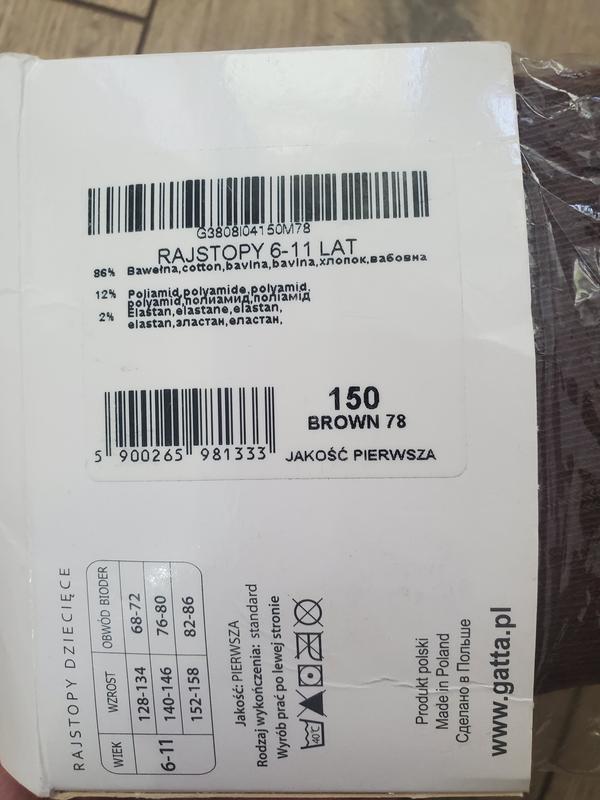 G3808I04150M78
RAJSTOPY 6-11 LAT
86% Bawełna,cotton,bavlna,bavlna,хлопок,вавовна
12% Poliamid,polyamide,polyamid,
polyamid,полиамид,поліамід
2% Elastan,elastane,elastan,
elastan,эластан,еластан,
150
BROWN 78
5 900265 981333
JAKOŚĆ PIERWSZA
RAJSTOPY DZIECIĘCE
WIEK WZROST OBWÓD BIODER
128-134 68-72
6-11 140-146 76-80
152-158 82-86
Jakość: PIERWSZA
Rodzaj wykończenia: standard
Wyrób prać po lewej stronie
40°C
Produkt polski
Made in Poland
Сделано в Польше
www.gatta.pl